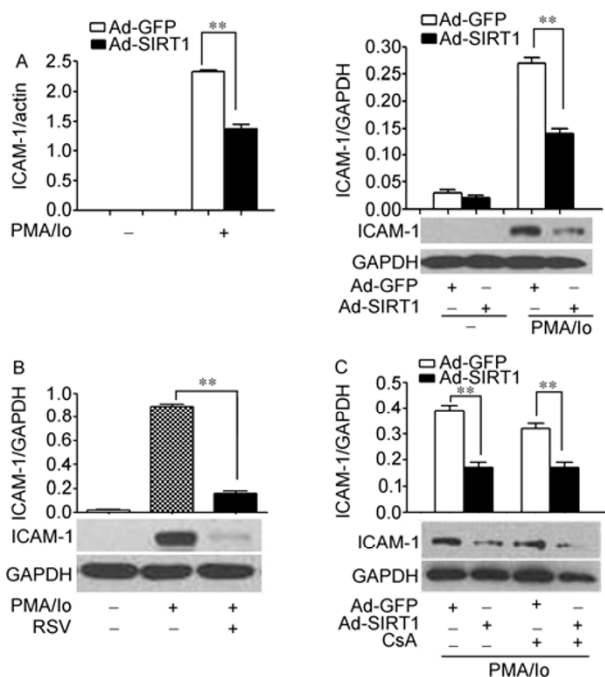 A
Ad-GFP
Ad-SIRT1
ICAM-1/actin
2.5
2.0
1.5
1.0
0.5
0.0
**
PMA/Io
− +
Ad-GFP
Ad-SIRT1
ICAM-1/GAPDH
0.30
0.25
0.20
0.15
0.10
0.05
0.00
**
ICAM-1
GAPDH
Ad-GFP + − + −
Ad-SIRT1 − + − +
− PMA/Io
B
ICAM-1/GAPDH
1.0
0.8
0.6
0.4
0.2
0.0
**
ICAM-1
GAPDH
PMA/Io − + +
RSV − − +
C
Ad-GFP
Ad-SIRT1
ICAM-1/GAPDH
0.5
0.4
0.3
0.2
0.1
0.0
** **
ICAM-1
GAPDH
Ad-GFP + − + −
Ad-SIRT1 − + − +
CsA − − + +
PMA/Io